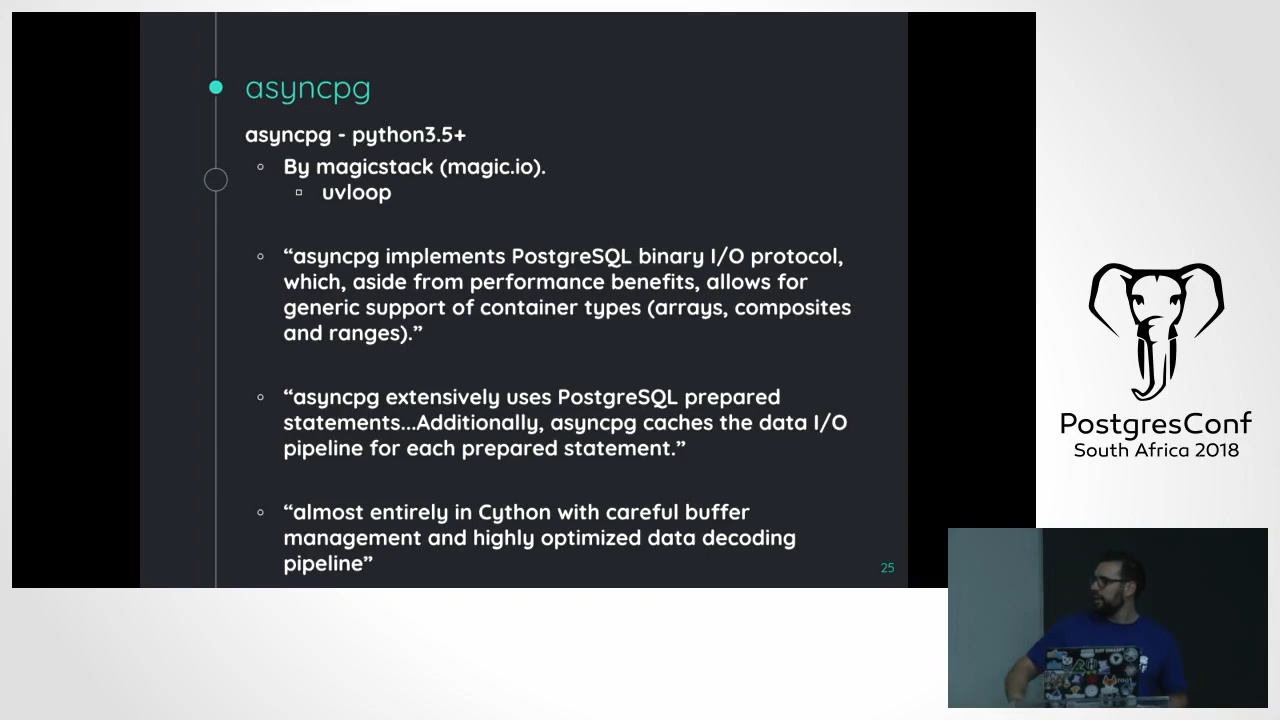 asyncpg
asyncpg - python3.5+
By magicstack (magic.io).
uvloop
“asyncpg implements PostgreSQL binary I/O protocol,
which, aside from performance benefits, allows for
generic support of container types (arrays, composites
and ranges).”
“asyncpg extensively uses PostgreSQL prepared
statements...Additionally, asyncpg caches the data I/O
pipeline for each prepared statement.”
“almost entirely in Cython with careful buffer
management and highly optimized data decoding
pipeline”
25
PostgresConf
South Africa 2018